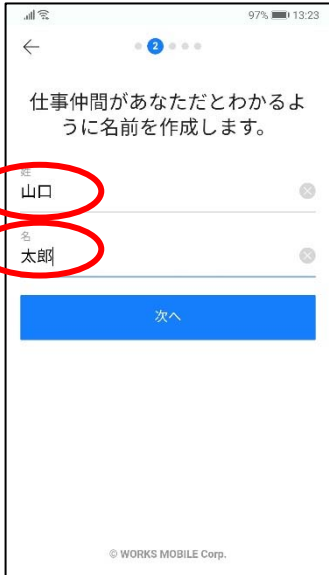 97% 13:23
2
仕事仲間があなただとわかるよ
うに名前を作成します。
姓
山口
名
太郎
次へ
© WORKS MOBILE Corp.